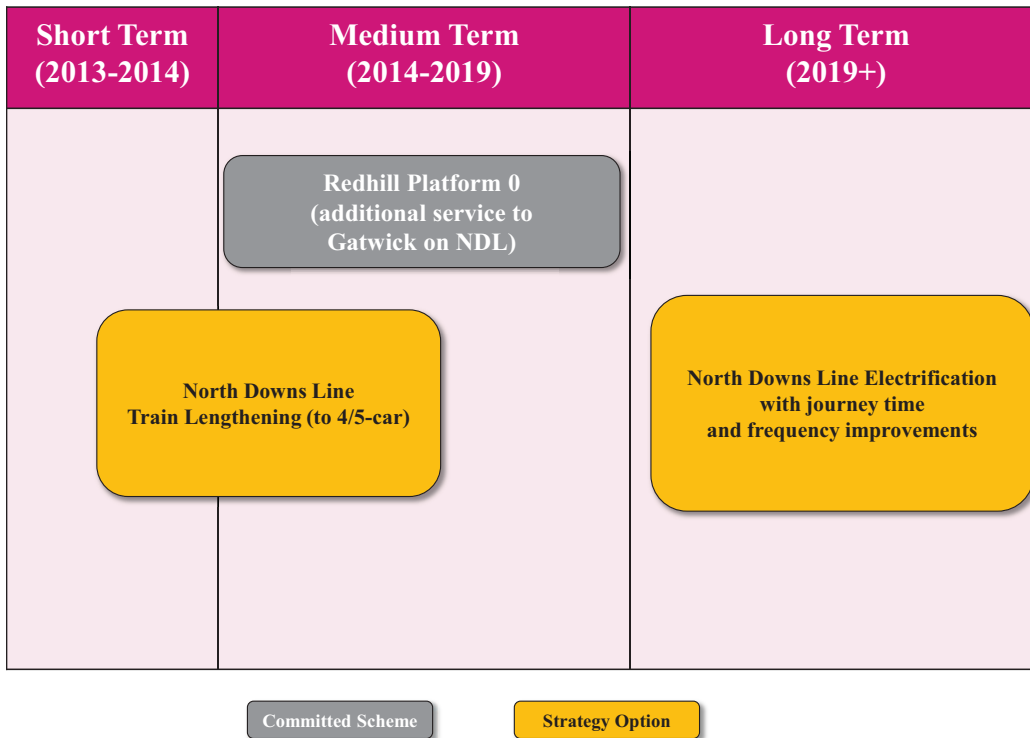 Short Term
(2013-2014)
Medium Term
(2014-2019)
Long Term
(2019+)
Redhill Platform 0
(additional service to
Gatwick on NDL)
North Downs Line
Train Lengthening (to 4/5-car)
North Downs Line Electrification
with journey time
and frequency improvements
Committed Scheme
Strategy Option